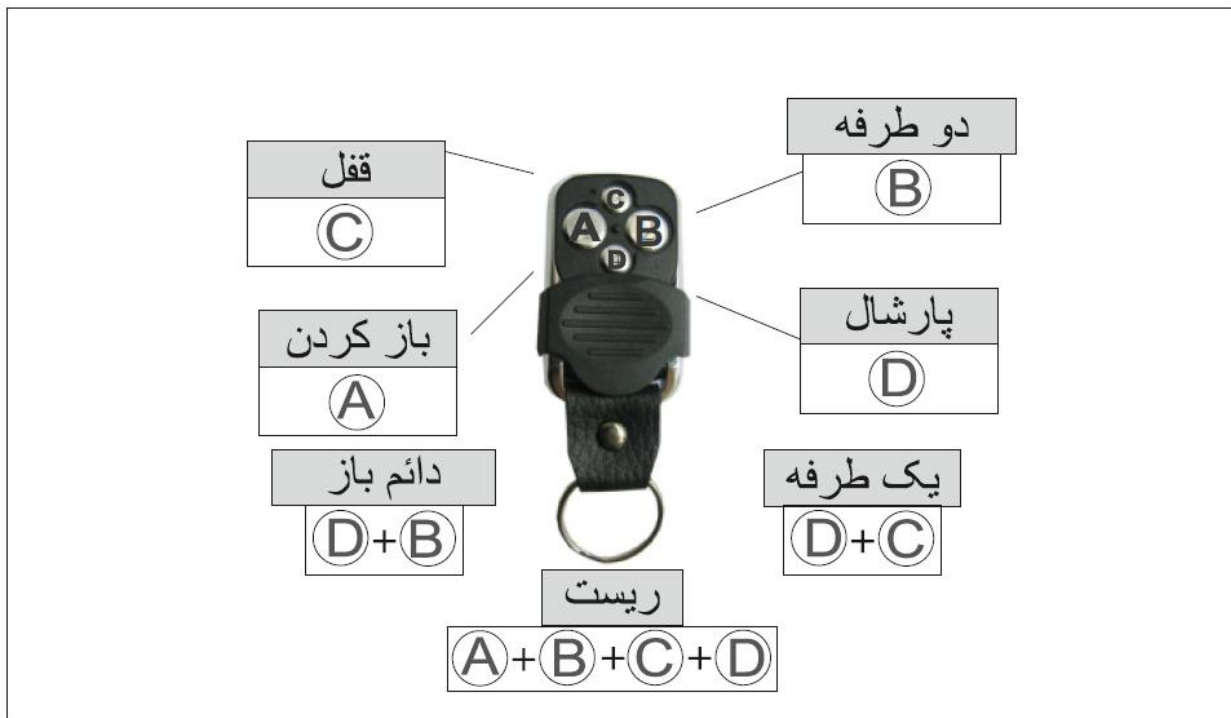 دو طرفه
B
قفل
C
C
A B
D
پارشال
D
باز کردن
A
دائم باز
D+B
یک طرفه
D+C
ریست
A+B+C+D